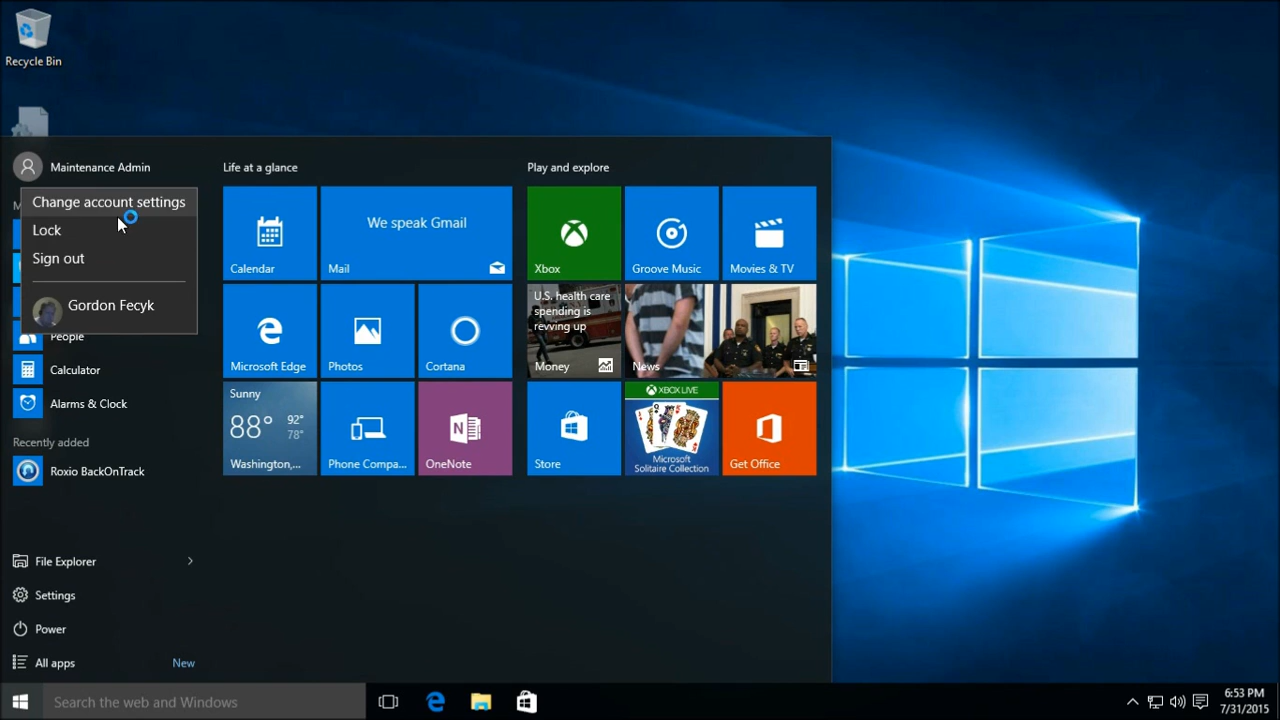 Recycle Bin
Maintenance Admin
Change account settings
Lock
Sign out
Gordon Fecyk
People
Calculator
Alarms & Clock
Recently added
Roxio BackOnTrack
File Explorer
Settings
Power
All apps
New
Life at a glance
Calendar
We speak Gmail
Mail
Microsoft Edge
Photos
Cortana
Sunny
88°
92°
78°
Washington,...
Phone Compa...
OneNote
Play and explore
Xbox
Groove Music
Movies & TV
U.S. health care
spending is
revving up
Money
News
Store
XBOX LIVE
Microsoft
Solitaire Collection
Get Office
Search the web and Windows
6:53 PM
7/31/2015